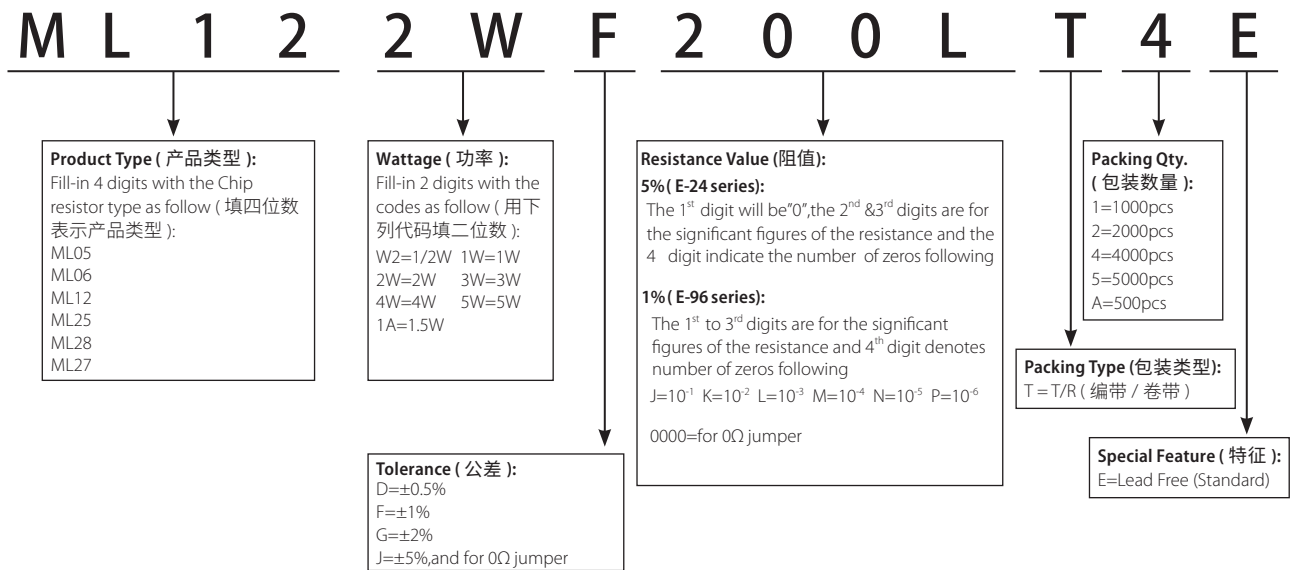 M L 1 2 2 W F 2 0 0 L T 4 E
Product Type ( 产品类型 ):
Fill-in 4 digits with the Chip
resistor type as follow ( 填四位数
表示产品类型 ):
ML05
ML06
ML12
ML25
ML28
ML27
Wattage ( 功率 ):
Fill-in 2 digits with the
codes as follow ( 用下
列代码填二位数 ):
W2=1/2W 1W=1W
2W=2W 3W=3W
4W=4W 5W=5W
1A=1.5W
Tolerance ( 公差 ):
D=±0.5%
F=±1%
G=±2%
J=±5%,and for 0Ω jumper
Resistance Value (阻值):
5%( E-24 series):
The 1st digit will be"0",the 2nd &3rd digits are for
the significant figures of the resistance and the
4 digit indicate the number of zeros following
1%( E-96 series):
The 1st to 3rd digits are for the significant
figures of the resistance and 4th digit denotes
number of zeros following
J=10⁻¹ K=10⁻² L=10⁻³ M=10⁻⁴ N=10⁻⁵ P=10⁻⁶
0000=for 0Ω jumper
Packing Type (包装类型):
T = T/R ( 编带 / 卷带 )
Packing Qty.
( 包装数量 ):
1=1000pcs
2=2000pcs
4=4000pcs
5=5000pcs
A=500pcs
Special Feature ( 特征 ):
E=Lead Free (Standard)